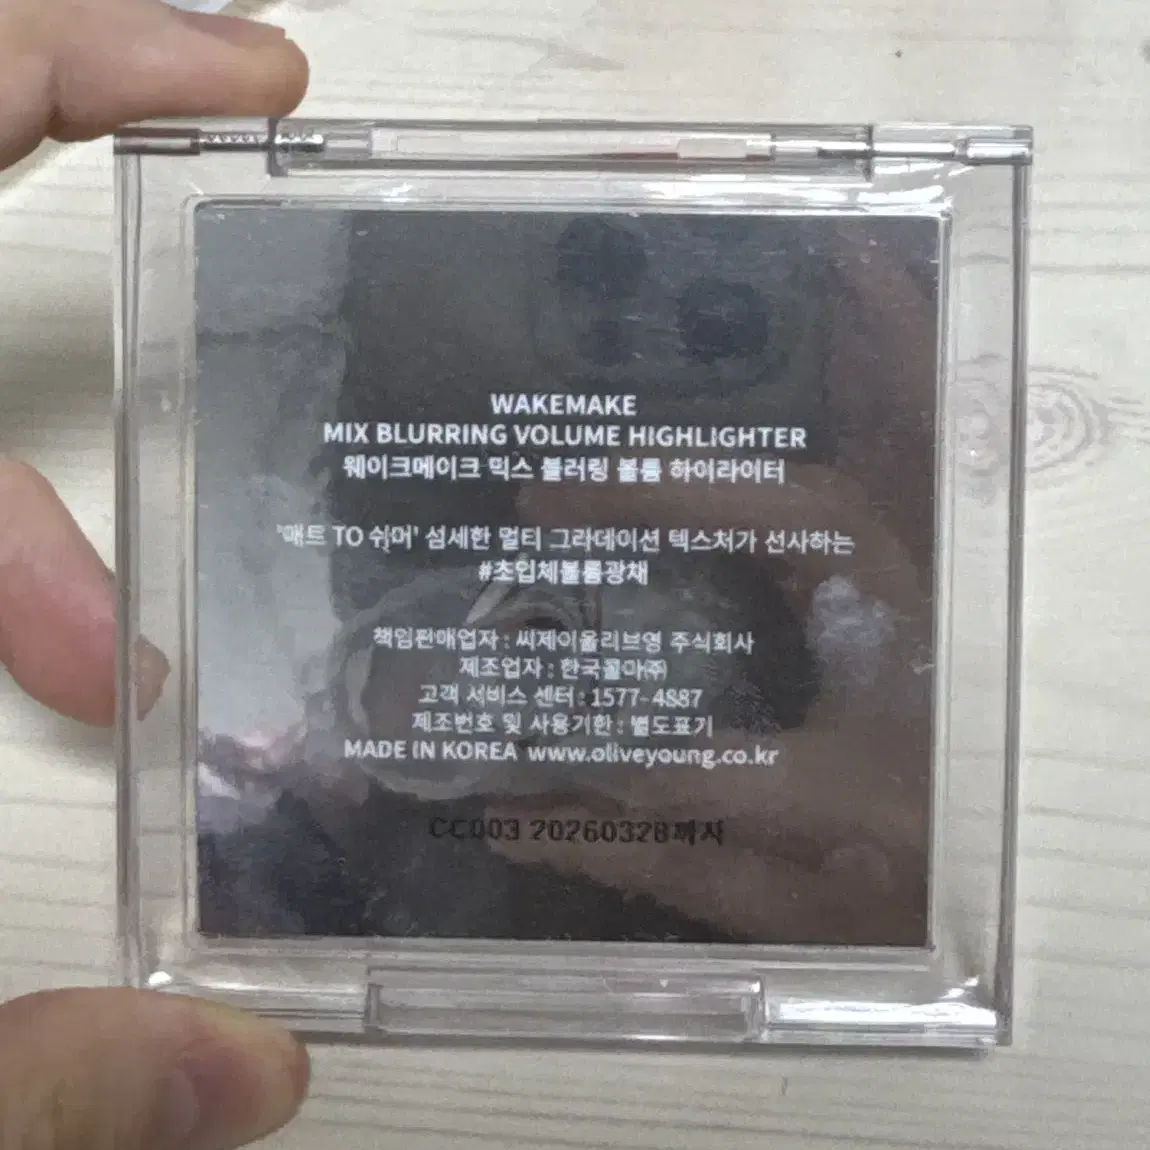 WAKEMAKE
MIX BLURRING VOLUME HIGHLIGHTER
웨이크메이크 믹스 블러링 볼륨 하이라이터
'매트 TO 쉬머' 섬세한 멀티 그라데이션 텍스처가 선사하는
#초입체볼륨광채
책임판매업자 : 씨제이올리브영 주식회사
제조업자 : 한국콜마㈜
고객 서비스 센터 : 1577-4887
제조번호 및 사용기한 : 별도표기
MADE IN KOREA www.oliveyoung.co.kr
CC003 20260328까지